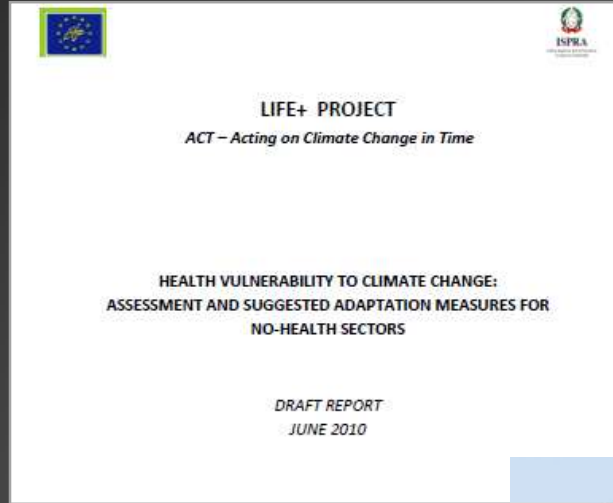 ISPRA
LIFE+ PROJECT
ACT – Acting on Climate Change in Time
HEALTH VULNERABILITY TO CLIMATE CHANGE:
ASSESSMENT AND SUGGESTED ADAPTATION MEASURES FOR
NO-HEALTH SECTORS
DRAFT REPORT
JUNE 2010